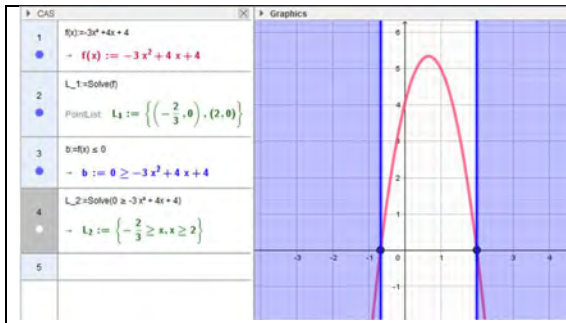 CAS
Graphics
1
f(x):=-3x²+4x + 4
→ f(x) := −3 x² + 4 x + 4
2
L_1:=Solve(f)
PointList: L₁ := {(−2/3, 0), (2, 0)}
3
b:=f(x) ≤ 0
→ b := 0 ≥ −3 x² + 4 x + 4
4
L_2:=Solve(0 ≥ -3 x² + 4x + 4)
→ L₂ := {−2/3 ≥ x, x ≥ 2}
5
6
5
4
3
2
1
-3 -2 -1 0 1 2 3 4
0
-1